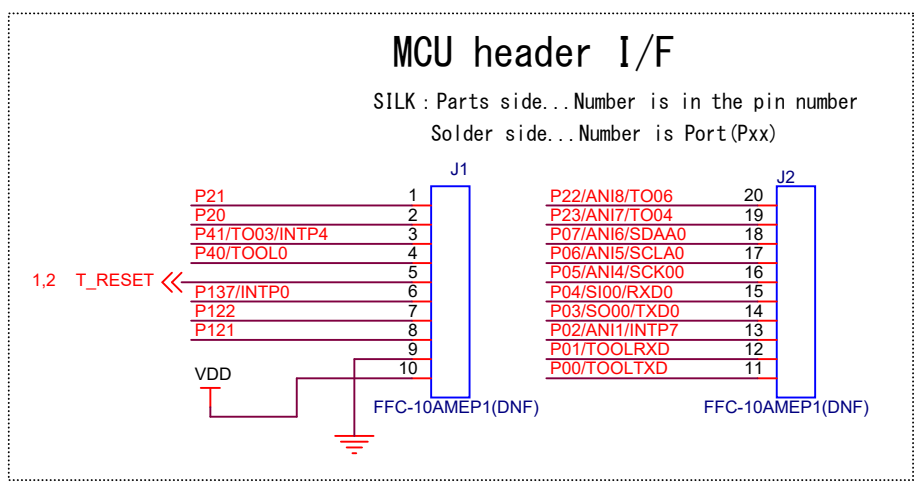 MCU header I/F
SILK：Parts side...Number is in the pin number
Solder side...Number is Port(Pxx)
J1
P21 1
P20 2
P41/TO03/INTP4 3
P40/TOOL0 4
1,2 T_RESET 5
P137/INTP0 6
P122 7
P121 8
9
10
VDD
FFC-10AMEP1(DNF)
J2
P22/ANI8/TO06 20
P23/ANI7/TO04 19
P07/ANI6/SDAA0 18
P06/ANI5/SCLA0 17
P05/ANI4/SCK00 16
P04/SI00/RXD0 15
P03/SO00/TXD0 14
P02/ANI1/INTP7 13
P01/TOOLRXD 12
P00/TOOLTXD 11
FFC-10AMEP1(DNF)